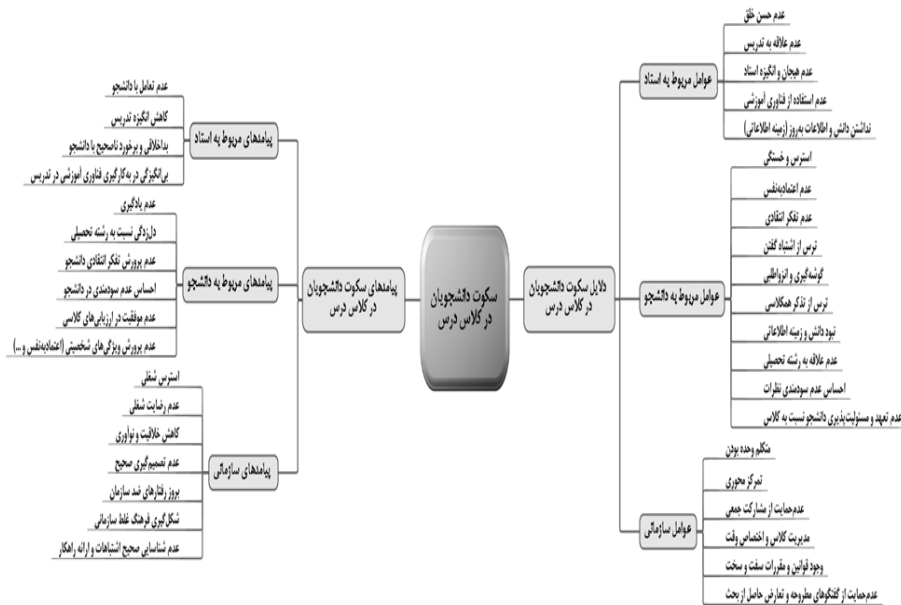 سکوت دانشجویان
در کلاس درس
دلایل سکوت دانشجویان
در کلاس درس
عوامل مربوط به استاد
عدم حسن خلق
عدم علاقه به تدریس
عدم هیجان و انگیزه استاد
عدم استفاده از فناوری آموزشی
نداشتن دانش و اطلاعات به‌روز (زمینه اطلاعاتی)
عوامل مربوط به دانشجو
استرس و خستگی
عدم اعتمادبه‌نفس
عدم تفکر انتقادی
ترس از اشتباه گفتن
گوشه‌گیری و انزواطلبی
ترس از تذکر همکلاسی
نبود دانش و زمینه اطلاعاتی
عدم علاقه به رشته تحصیلی
احساس عدم سودمندی نظرات
عدم تعهد و مسئولیت‌پذیری دانشجو نسبت به کلاس
عوامل سازمانی
متکلم وحده بودن
تمرکز محوری
عدم‌حمایت از مشارکت جمعی
مدیریت کلاس و اختصاص وقت
وجود قوانین و مقررات سفت و سخت
عدم‌حمایت از گفتگوهای مطروحه و تعارض حاصل از بحث
پیامدهای سکوت دانشجویان
در کلاس درس
پیامدهای مربوط به استاد
عدم تعامل با دانشجو
کاهش انگیزه تدریس
بداخلاقی و برخورد ناصحیح با دانشجو
بی‌انگیزگی در به‌کارگیری فناوری آموزشی در تدریس
پیامدهای مربوط به دانشجو
عدم یادگیری
دل‌زدگی نسبت به رشته تحصیلی
عدم پرورش تفکر انتقادی دانشجو
احساس عدم سودمندی در دانشجو
عدم موفقیت در ارزیابی‌های کلاسی
عدم پرورش ویژگی‌های شخصیتی (اعتمادبه‌نفس و ...)
پیامدهای سازمانی
استرس شغلی
عدم رضایت شغلی
کاهش خلاقیت و نوآوری
عدم تصمیم‌گیری صحیح
بروز رفتارهای ضد سازمان
شکل‌گیری فرهنگ غلط سازمانی
عدم شناسایی صحیح اشتباهات و ارائه راهکار